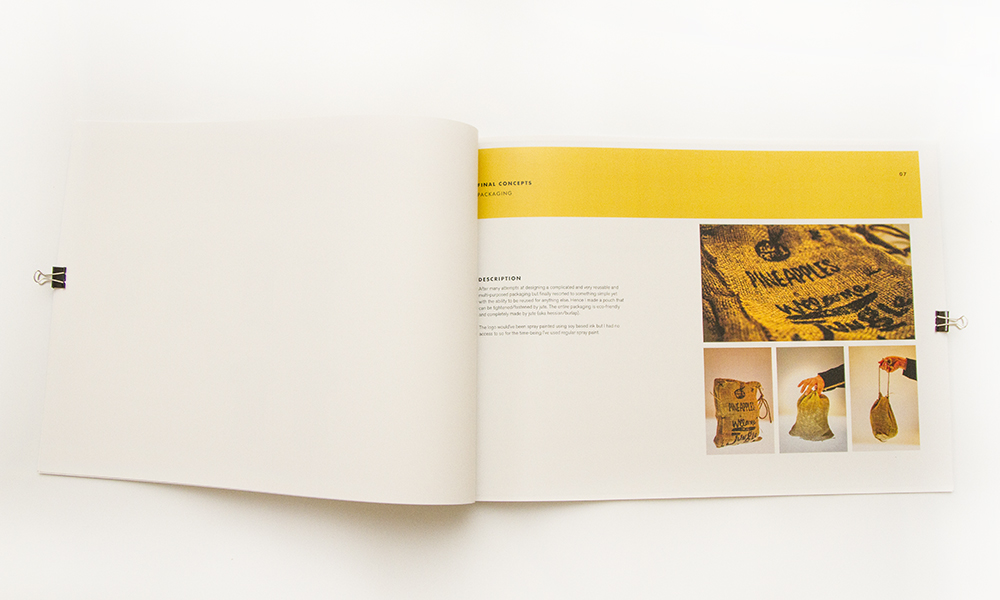 FINAL CONCEPTS
PACKAGING
07
DESCRIPTION
After many attempts at designing a complicated and very reusable and
multi-purpose packaging but finally resorted to something simple yet
with the ability to be reused for anything else. Hence I made a pouch that
can be tightened/fastened by jute. The entire packaging is eco-friendly
and completely made by jute (aka hessian/burlap).
The logo would've been spray painted using soy based ink but I had no
access to so for the time being I've used regular spray paint.
PINEAPPLES
WELCOME
JUNGLE
PINEAPPLES
WELCOME
JUNGLE